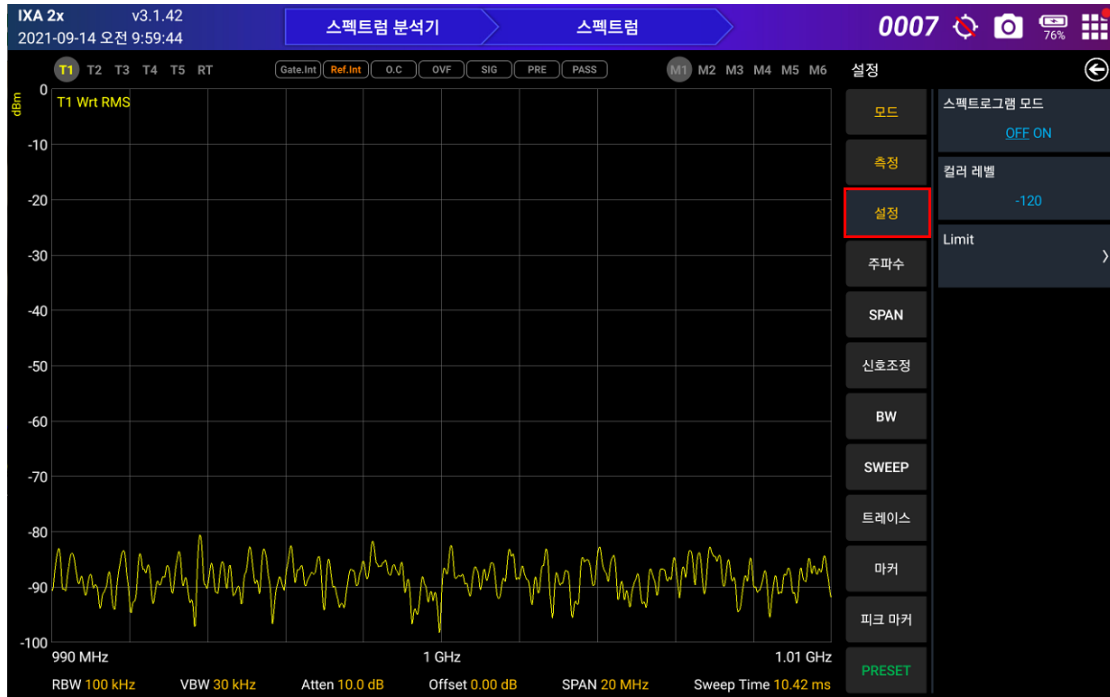 IXA 2x v3.1.42
2021-09-14 오전 9:59:44
스펙트럼 분석기
스펙트럼
0007
76%
T1 T2 T3 T4 T5 RT
Gate.Int Ref.Int O.C OVF SIG PRE PASS
M1 M2 M3 M4 M5 M6
dBm
T1 Wrt RMS
0
-10
-20
-30
-40
-50
-60
-70
-80
-90
-100
990 MHz 1 GHz 1.01 GHz
RBW 100 kHz VBW 30 kHz Atten 10.0 dB Offset 0.00 dB SPAN 20 MHz Sweep Time 10.42 ms
설정
모드
측정
설정
주파수
SPAN
신호조정
BW
SWEEP
트레이스
마커
피크 마커
PRESET
스펙트로그램 모드
OFF ON
컬러 레벨
-120
Limit